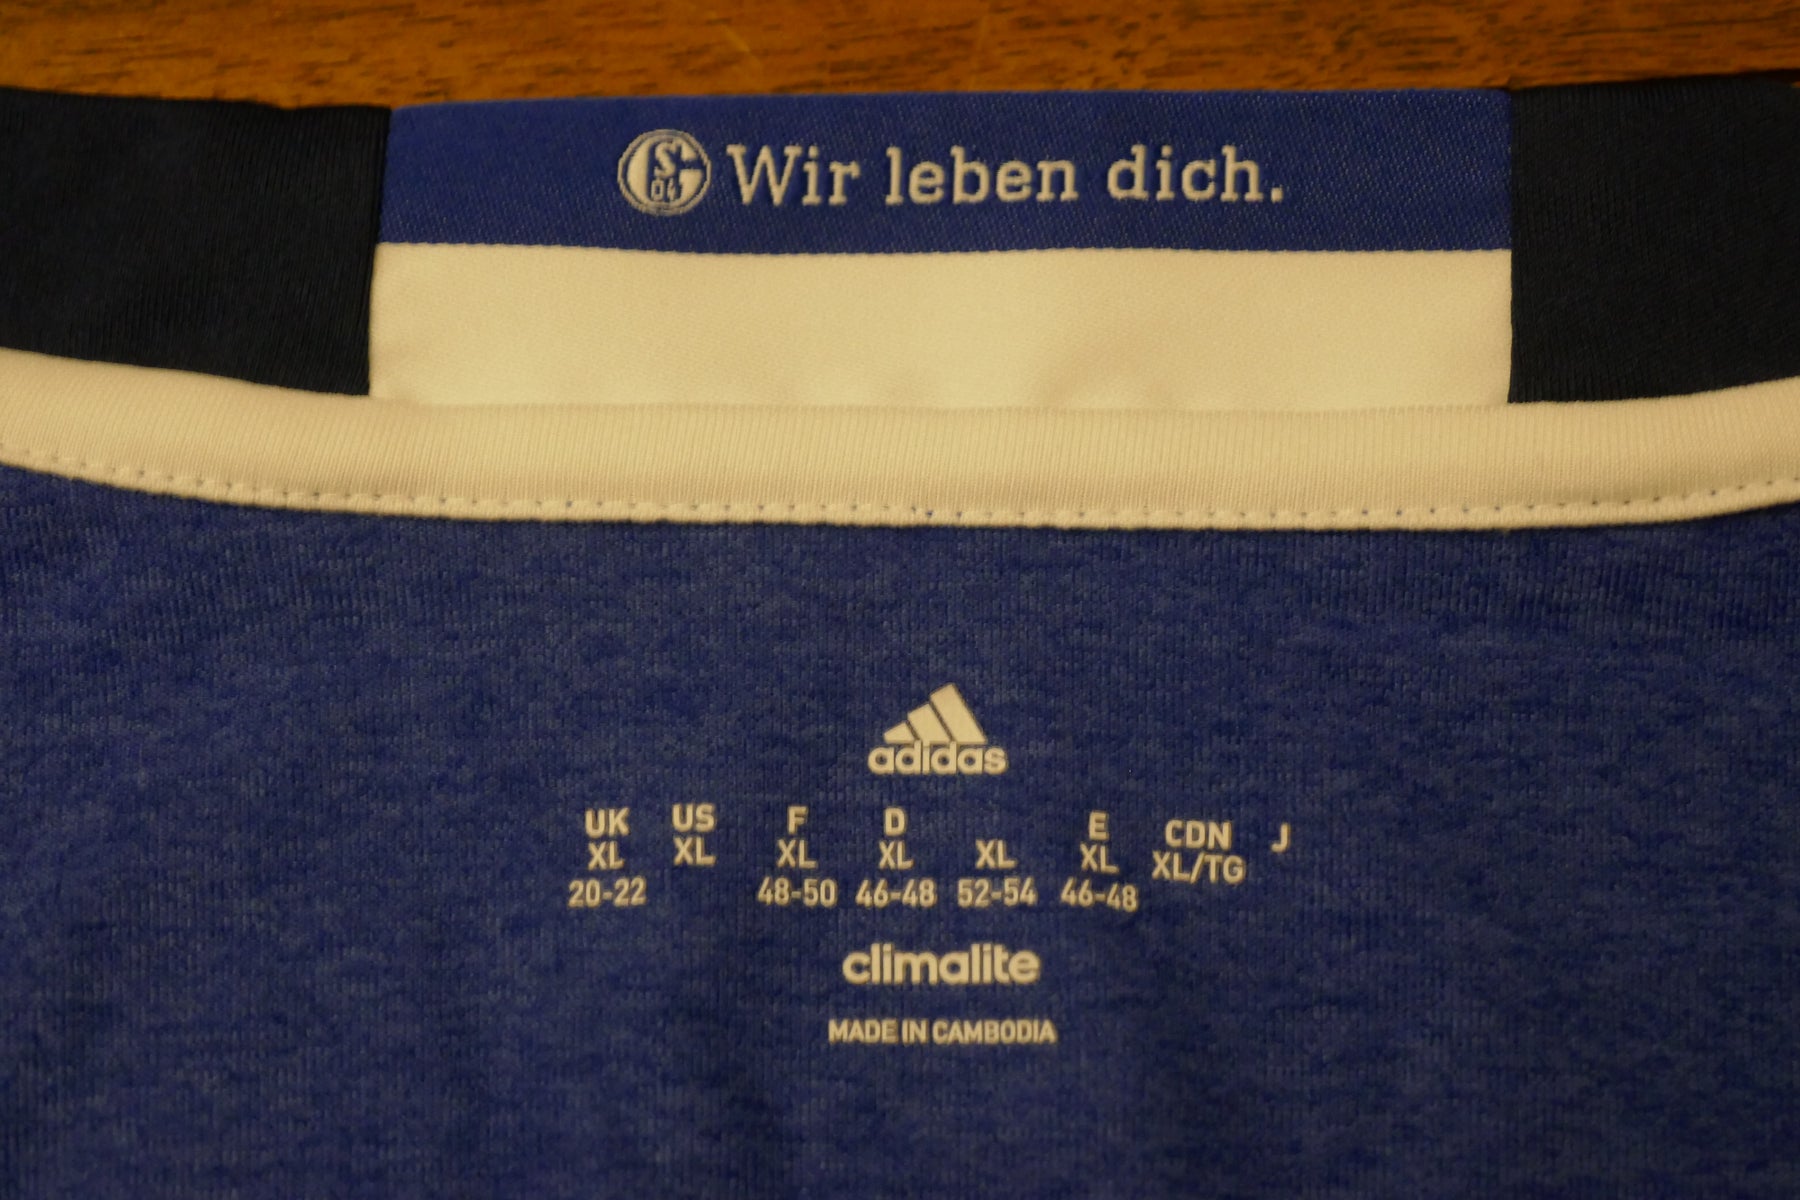 S04 Wir leben dich.
adidas
UK US F D E CDN J
XL XL XL XL XL XL XL/TG
20-22 48-50 46-48 52-54 46-48
climalite
MADE IN CAMBODIA